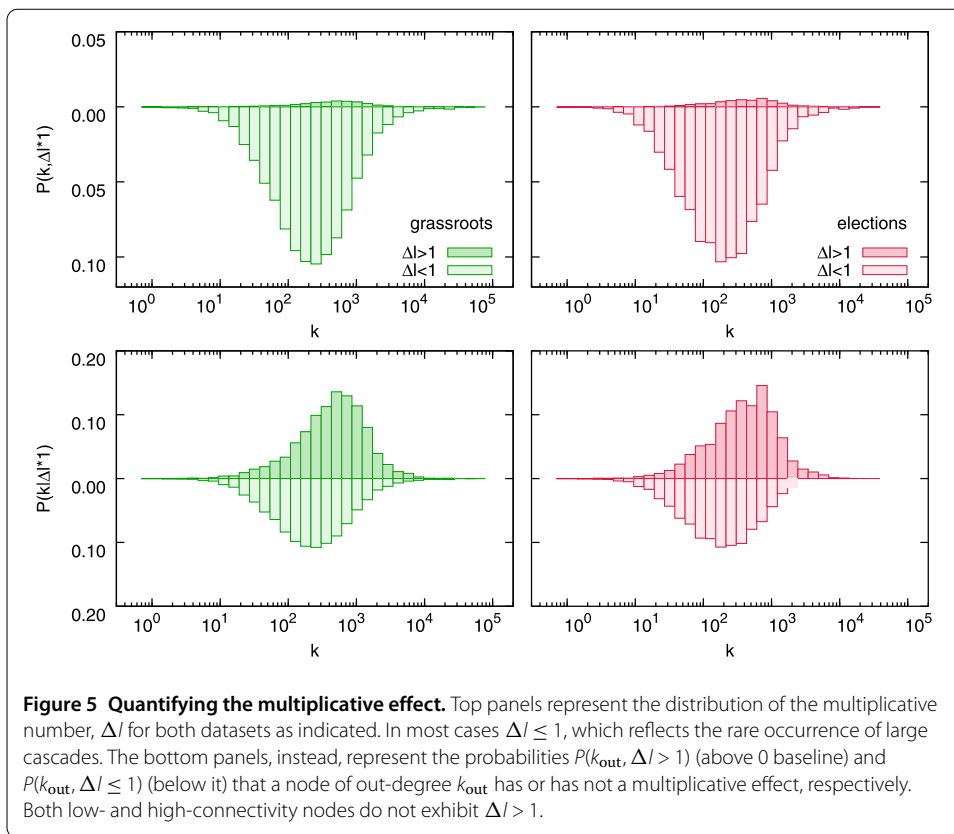 0.05
0.00
0.05
0.10
P(k,Δl*1)
grassroots
Δl>1
Δl<1
10^0 10^1 10^2 10^3 10^4 10^5
k
elections
Δl>1
Δl<1
10^0 10^1 10^2 10^3 10^4 10^5
k
0.20
0.10
0.00
0.10
0.20
P(k|Δl*1)
10^0 10^1 10^2 10^3 10^4 10^5
k
10^0 10^1 10^2 10^3 10^4 10^5
k
Figure 5 Quantifying the multiplicative effect. Top panels represent the distribution of the multiplicative
number, Δl for both datasets as indicated. In most cases Δl ≤ 1, which reflects the rare occurrence of large
cascades. The bottom panels, instead, represent the probabilities P(k_out, Δl > 1) (above 0 baseline) and
P(k_out, Δl ≤ 1) (below it) that a node of out-degree k_out has or has not a multiplicative effect, respectively.
Both low- and high-connectivity nodes do not exhibit Δl > 1.